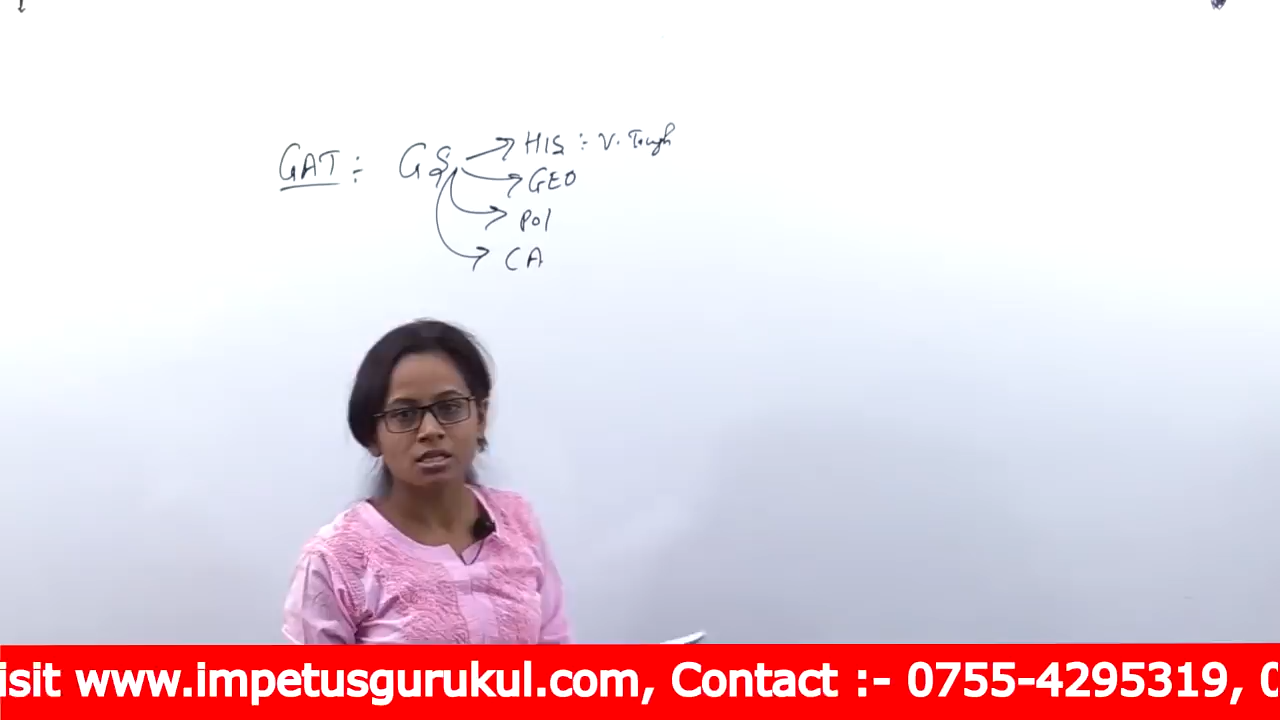 GAT : GS → HIS : V. Tough
→ GEO
→ Pol
→ CA
isit www.impetusgurukul.com, Contact :- 0755-4295319, 0